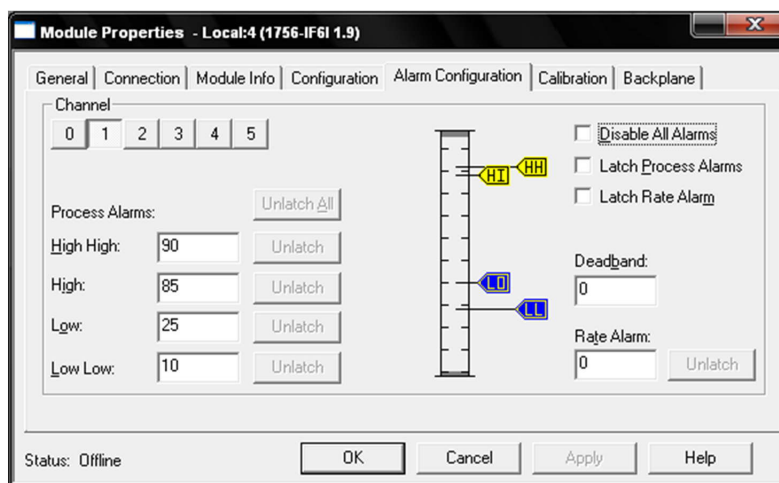 Module Properties - Local:4 (1756-IF6I 1.9)
General Connection Module Info Configuration Alarm Configuration Calibration Backplane
Channel
0 1 2 3 4 5
Process Alarms:
Unlatch All
High High: 90 Unlatch
High: 85 Unlatch
Low: 25 Unlatch
Low Low: 10 Unlatch
HH
HI
LO
LL
Disable All Alarms
Latch Process Alarms
Latch Rate Alarm
Deadband:
0
Rate Alarm:
0 Unlatch
Status: Offline
OK Cancel Apply Help